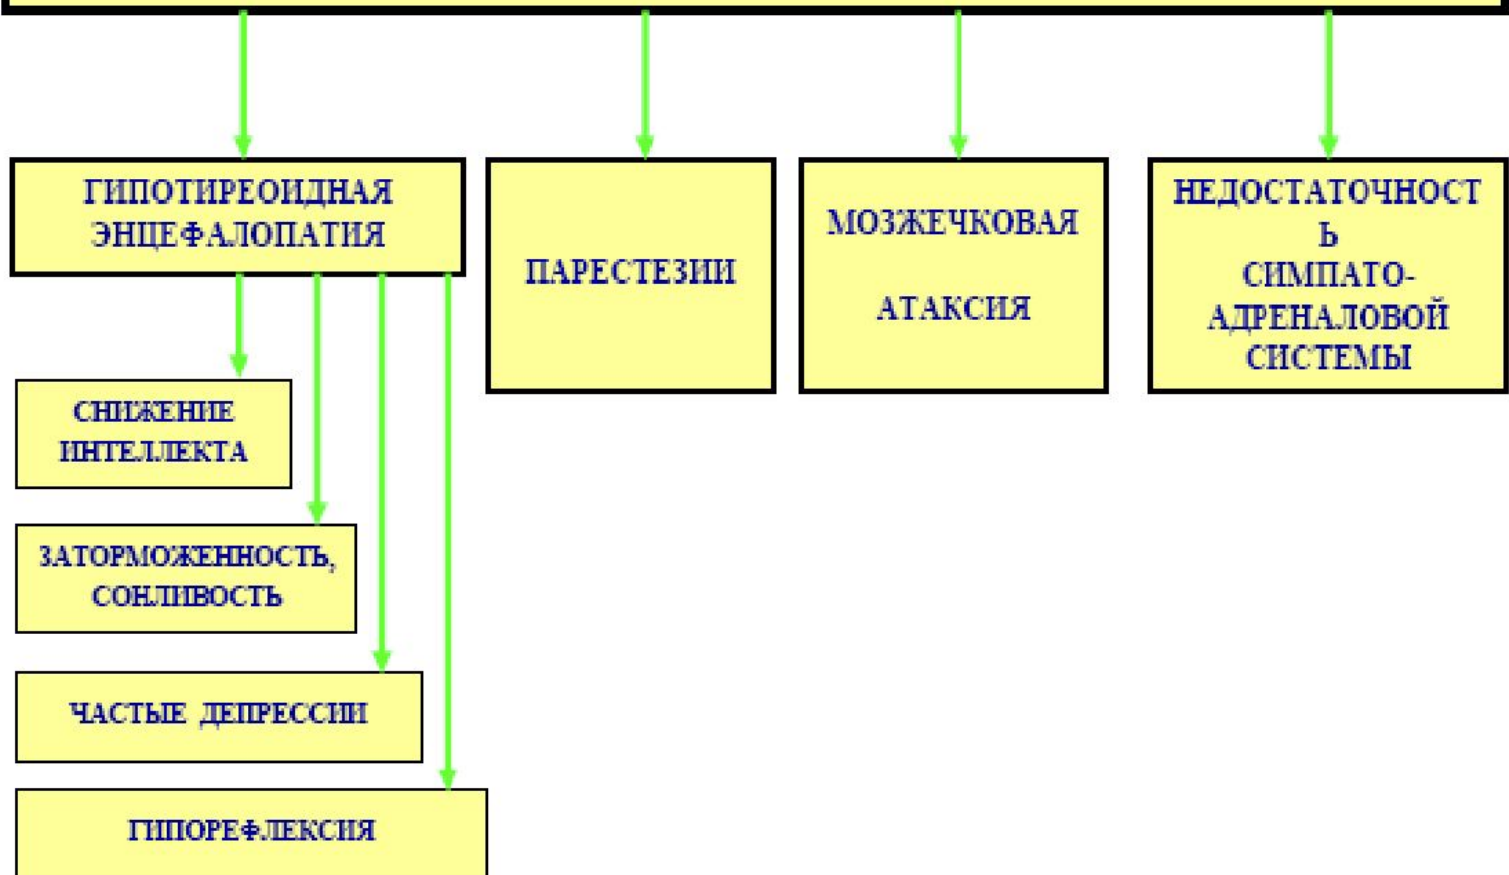 ГИПОТИРЕОИДНАЯ
ЭНЦЕФАЛОПАТИЯ
ПАРЕСТЕЗИИ
МОЗЖЕЧКОВАЯ
АТАКСИЯ
НЕДОСТАТОЧНОСТ
Ь
СИМПАТО-
АДРЕНАЛОВОЙ
СИСТЕМЫ
СНИЖЕНИЕ
ИНТЕЛЛЕКТА
ЗАТОРМОЖЕННОСТЬ,
СОНЛИВОСТЬ
ЧАСТЫЕ ДЕПРЕССИИ
ГИПОРЕФЛЕКСИЯ